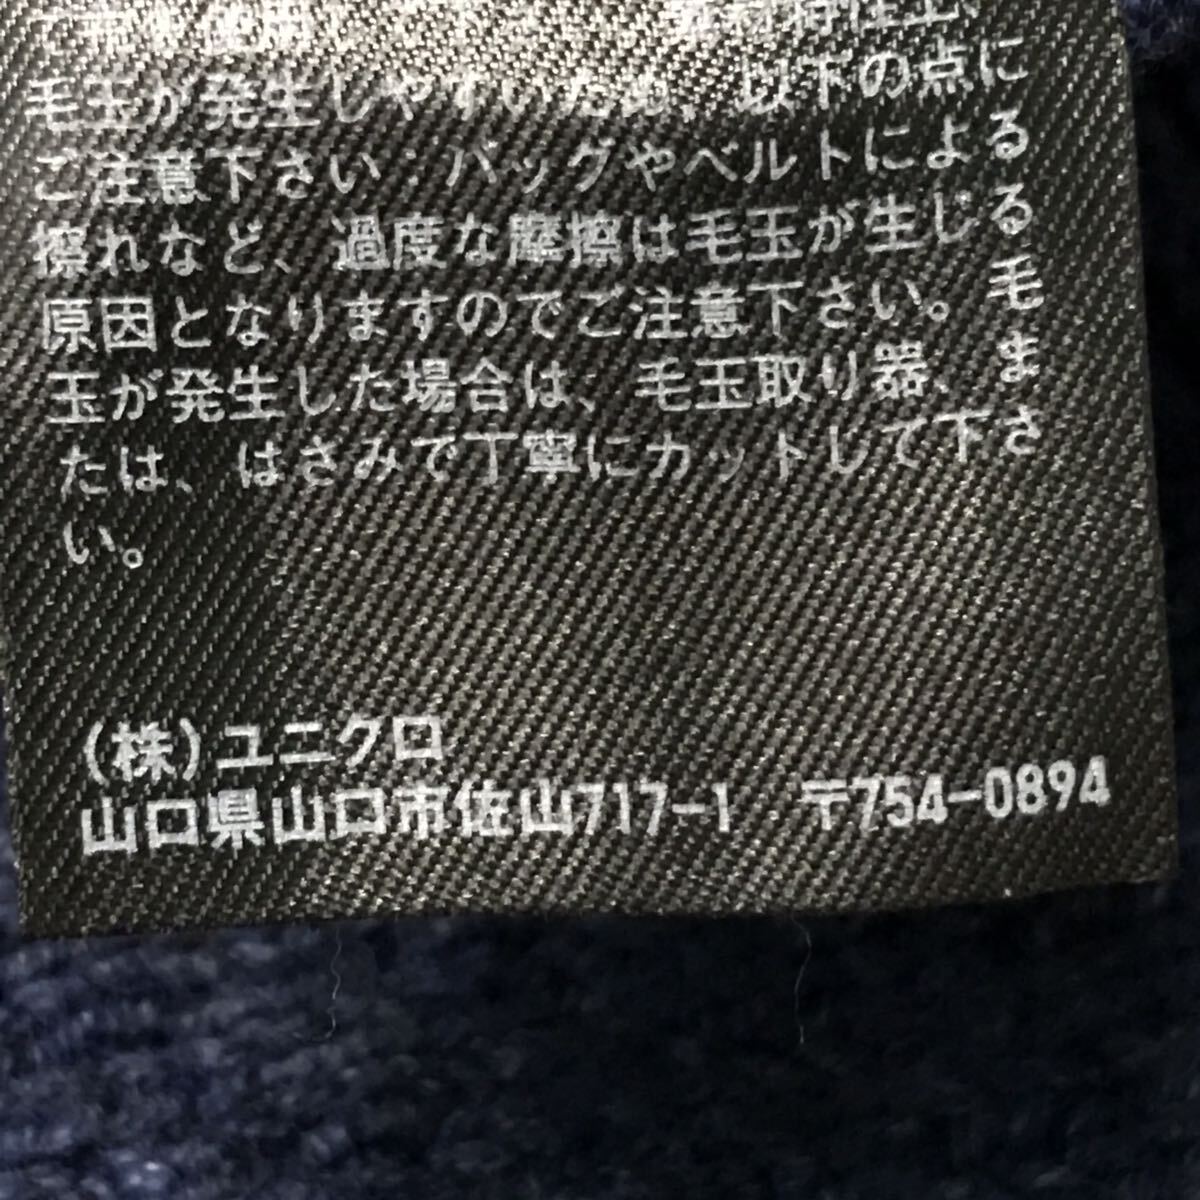 素材特性上、
毛玉が発生しやすいため、以下の点に
ご注意下さい:バッグやベルトによる
擦れなど、過度な摩擦は毛玉が生じる
原因となりますのでご注意下さい。毛
玉が発生した場合は、毛玉取り器、ま
たは、はさみで丁寧にカットして下さ
い。
(株)ユニクロ
山口県山口市佐山717-1 〒754-0894